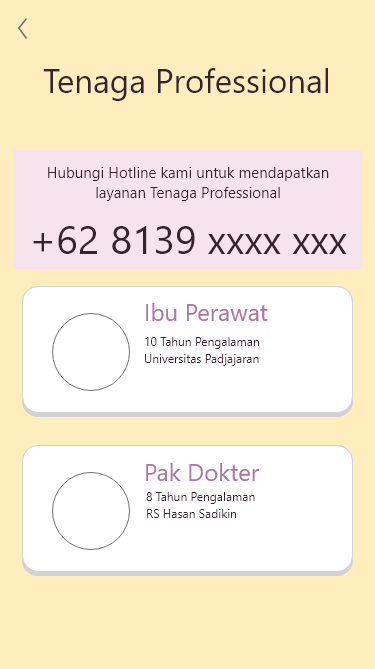 Tenaga Professional
Hubungi Hotline kami untuk mendapatkan
layanan Tenaga Professional
+62 8139 xxxx xxx
Ibu Perawat
10 Tahun Pengalaman
Universitas Padjajaran
Pak Dokter
8 Tahun Pengalaman
RS Hasan Sadikin